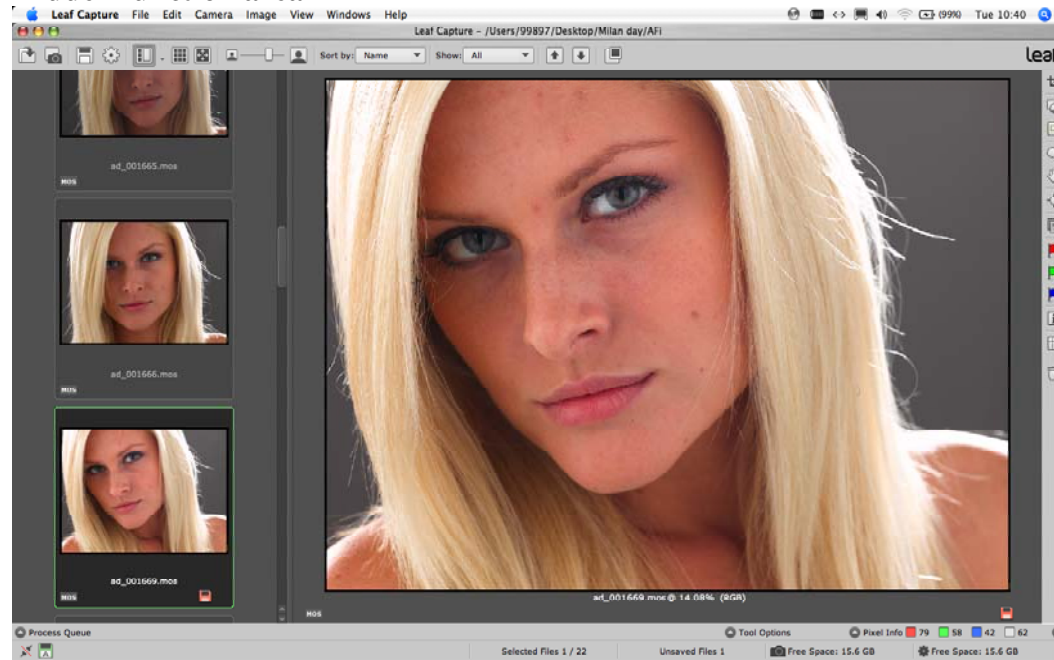 Leaf Capture File Edit Camera Image View Windows Help (99%) Tue 10:40
Leaf Capture - /Users/99897/Desktop/Milan day/AFi
Sort by: Name Show: All
ad_001665.mos
MOS
ad_001666.mos
MOS
ad_001669.mos
MOS
ad_001669.mos@ 14.08% (RGB)
MOS
Process Queue Tool Options Pixel Info 79 58 42 62
Selected Files 1 / 22 Unsaved Files 1 Free Space: 15.6 GB Free Space: 15.6 GB